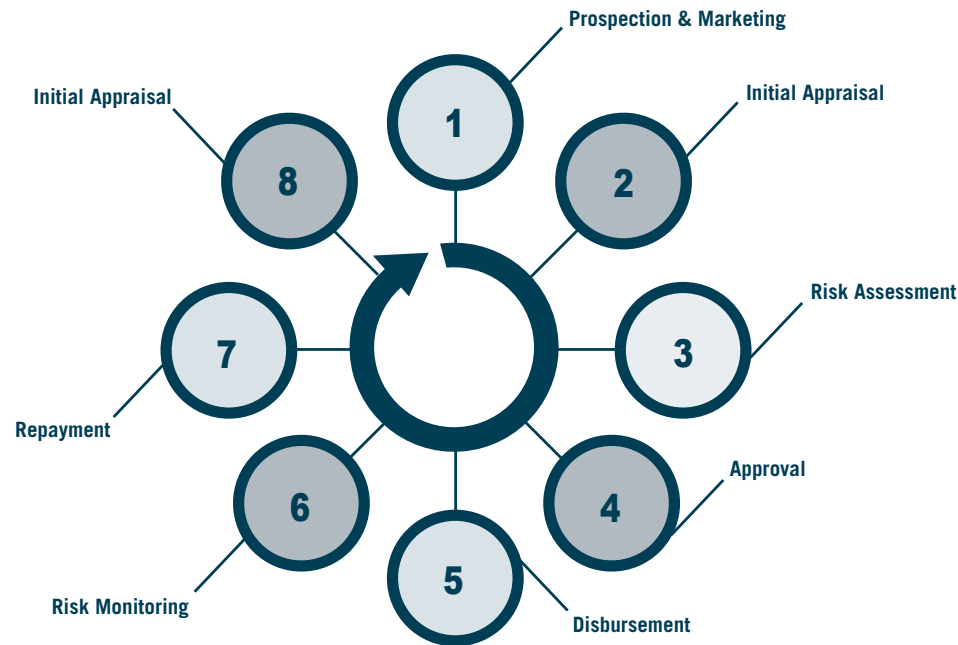 1
Prospection & Marketing
2
Initial Appraisal
3
Risk Assessment
4
Approval
5
Disbursement
6
Risk Monitoring
7
Repayment
8
Initial Appraisal